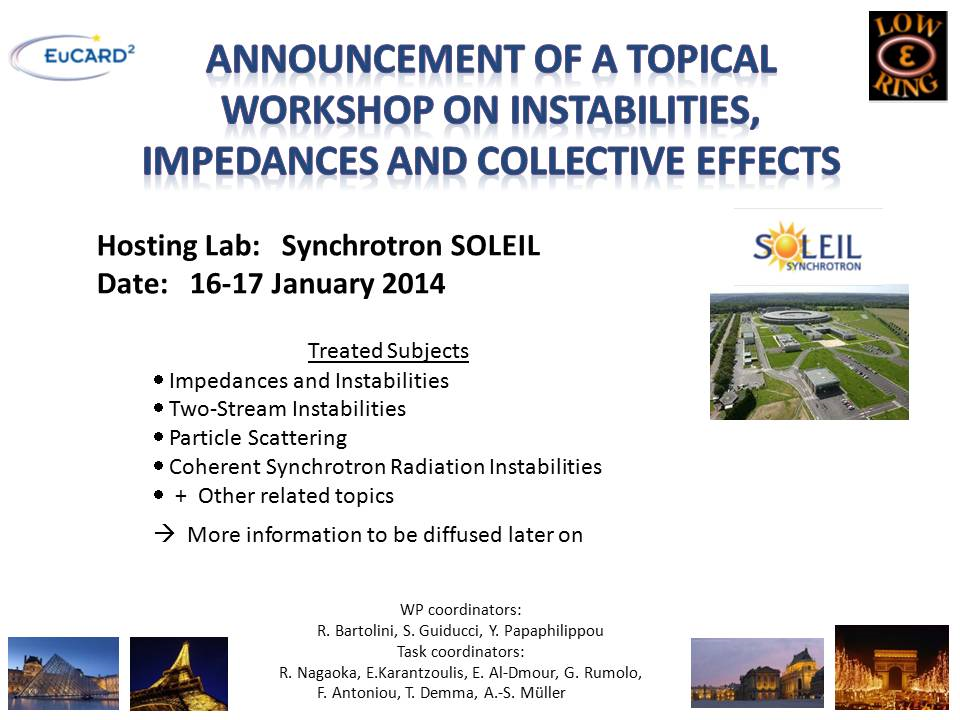 EuCARD²
LOW
ε
RING
ANNOUNCEMENT OF A TOPICAL
WORKSHOP ON INSTABILITIES,
IMPEDANCES AND COLLECTIVE EFFECTS
Hosting Lab: Synchrotron SOLEIL
Date: 16-17 January 2014
SOLEIL
SYNCHROTRON
Treated Subjects
• Impedances and Instabilities
• Two-Stream Instabilities
• Particle Scattering
• Coherent Synchrotron Radiation Instabilities
• + Other related topics
→ More information to be diffused later on
WP coordinators:
R. Bartolini, S. Guiducci, Y. Papaphilippou
Task coordinators:
R. Nagaoka, E.Karantzoulis, E. Al-Dmour, G. Rumolo,
F. Antoniou, T. Demma, A.-S. Müller